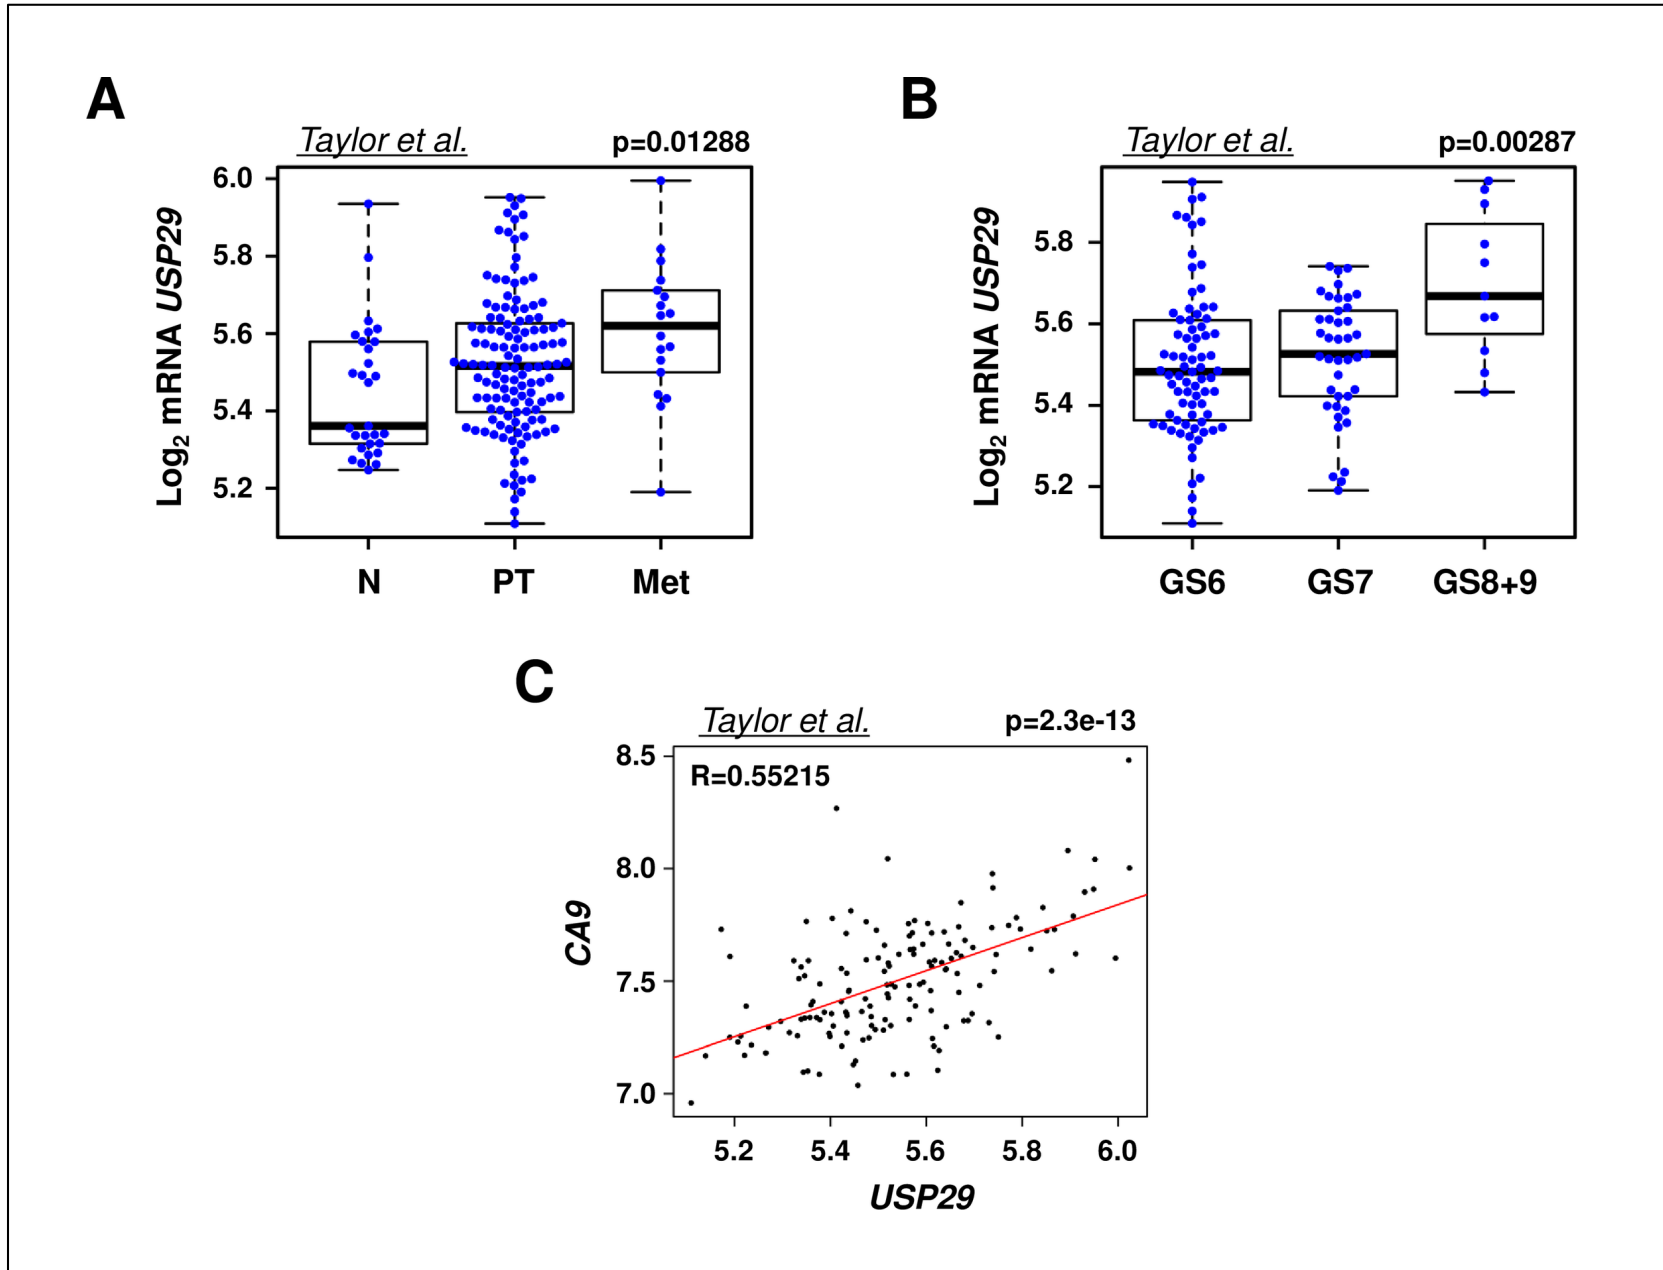 A
Taylor et al. p=0.01288
6.0
5.8
5.6
5.4
5.2
Log2 mRNA USP29
N PT Met
B
Taylor et al. p=0.00287
5.8
5.6
5.4
5.2
Log2 mRNA USP29
GS6 GS7 GS8+9
C
Taylor et al. p=2.3e-13
R=0.55215
8.5
8.0
7.5
7.0
CA9
5.2 5.4 5.6 5.8 6.0
USP29